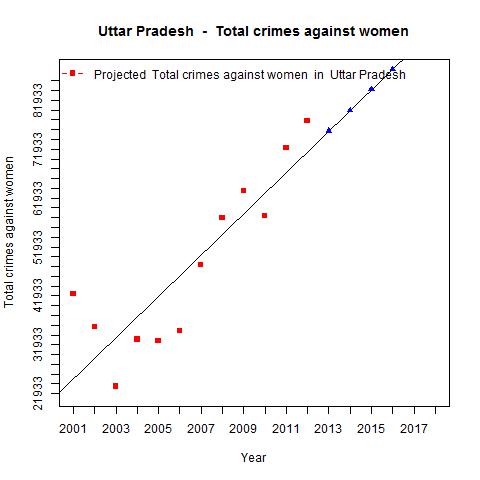 Uttar Pradesh - Total crimes against women
Projected Total crimes against women in Uttar Pradesh
Total crimes against women
81933
71933
61933
51933
41933
31933
21933
2001 2003 2005 2007 2009 2011 2013 2015 2017
Year